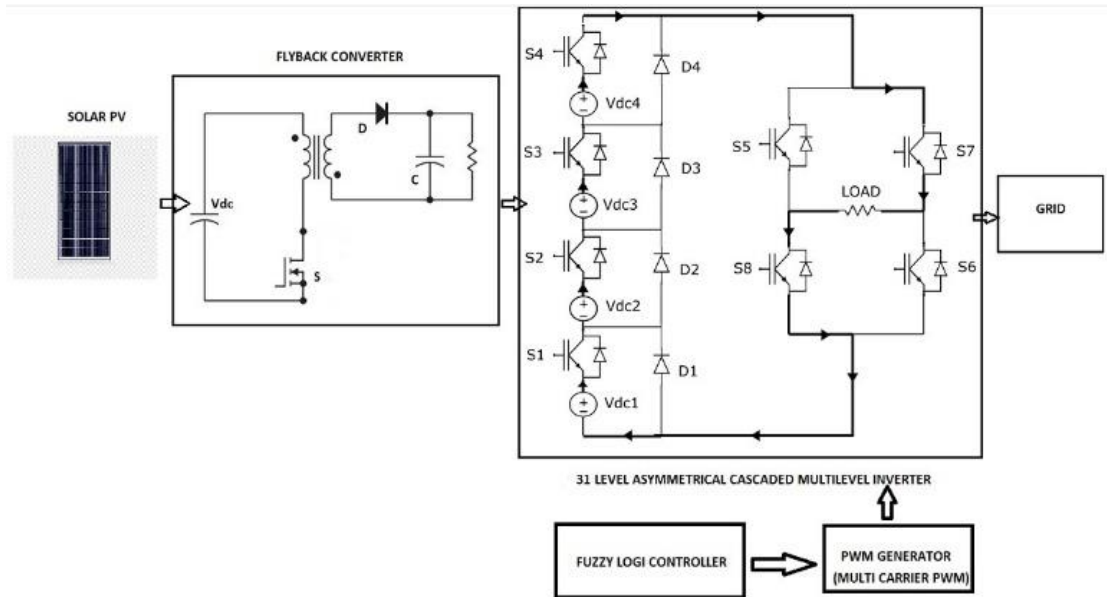 FLYBACK CONVERTER
SOLAR PV
Vdc
D
C
S
S4
D4
Vdc4
S3
D3
Vdc3
S2
D2
Vdc2
S1
D1
Vdc1
S5
S7
LOAD
S8
S6
GRID
31 LEVEL ASYMMETRICAL CASCADED MULTILEVEL INVERTER
FUZZY LOGI CONTROLLER
PWM GENERATOR
(MULTI CARRIER PWM)